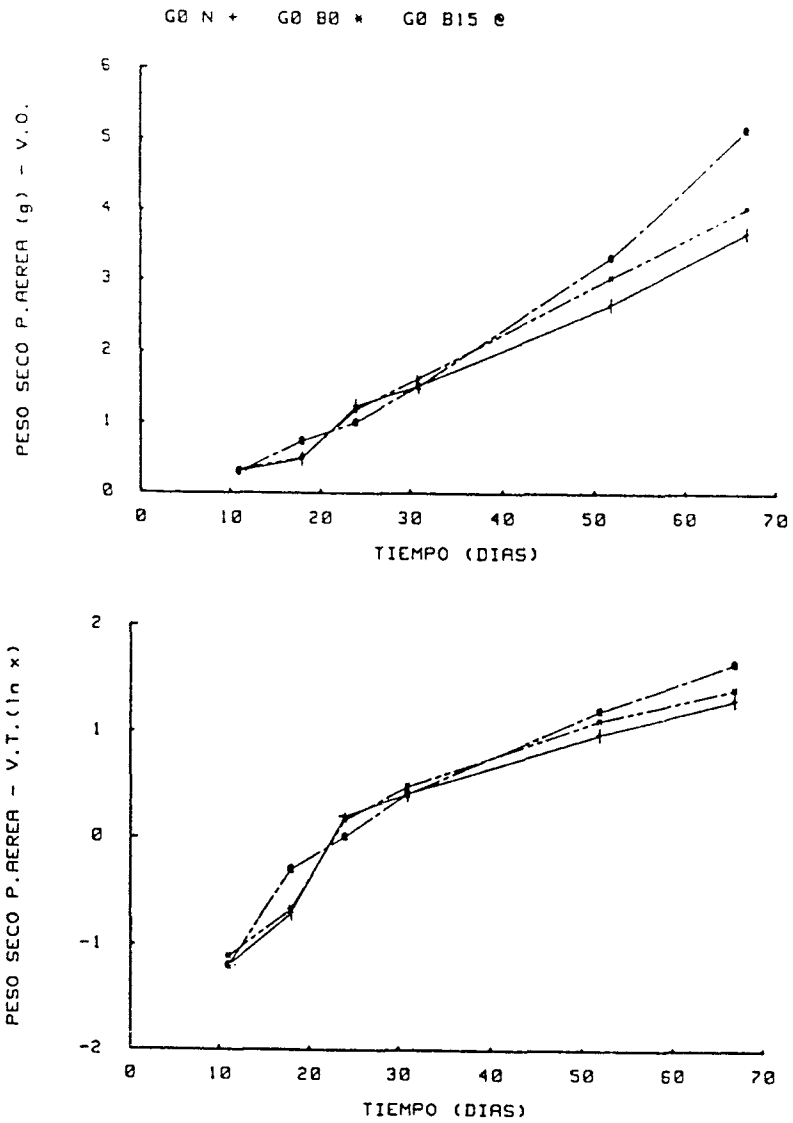 G0 N + G0 B0 * G0 B15 @
PESO SECO P.AEREA (g) - V.O.
6
5
4
3
2
1
0
0 10 20 30 40 50 60 70
TIEMPO (DIAS)
PESO SECO P.AEREA - V.T.(ln x)
2
1
0
-1
-2
0 10 20 30 40 50 60 70
TIEMPO (DIAS)